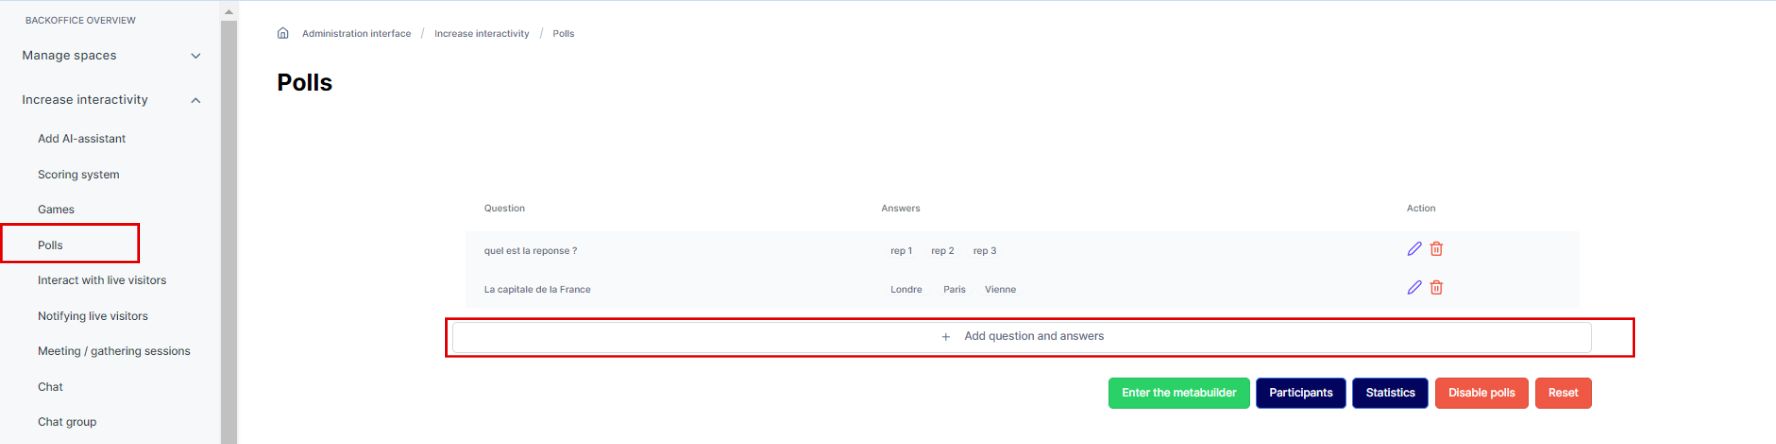 BACKOFFICE OVERVIEW
Manage spaces
Increase interactivity
Add AI-assistant
Scoring system
Games
Polls
Interact with live visitors
Notifying live visitors
Meeting / gathering sessions
Chat
Chat group
Administration interface / Increase interactivity / Polls
Polls
Question Answers Action
quel est la reponse ? rep 1 rep 2 rep 3
La capitale de la France Londre Paris Vienne
+ Add question and answers
Enter the metabuilder Participants Statistics Disable polls Reset